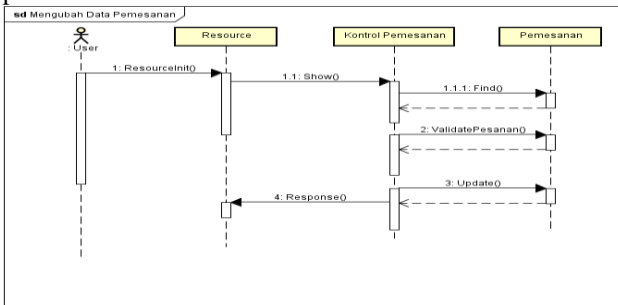 sd Mengubah Data Pemesanan
: User
Resource
Kontrol Pemesanan
Pemesanan
1: ResourceInit()
1.1: Show()
1.1.1: Find()
2: ValidatePesanan()
3: Update()
4: Response()